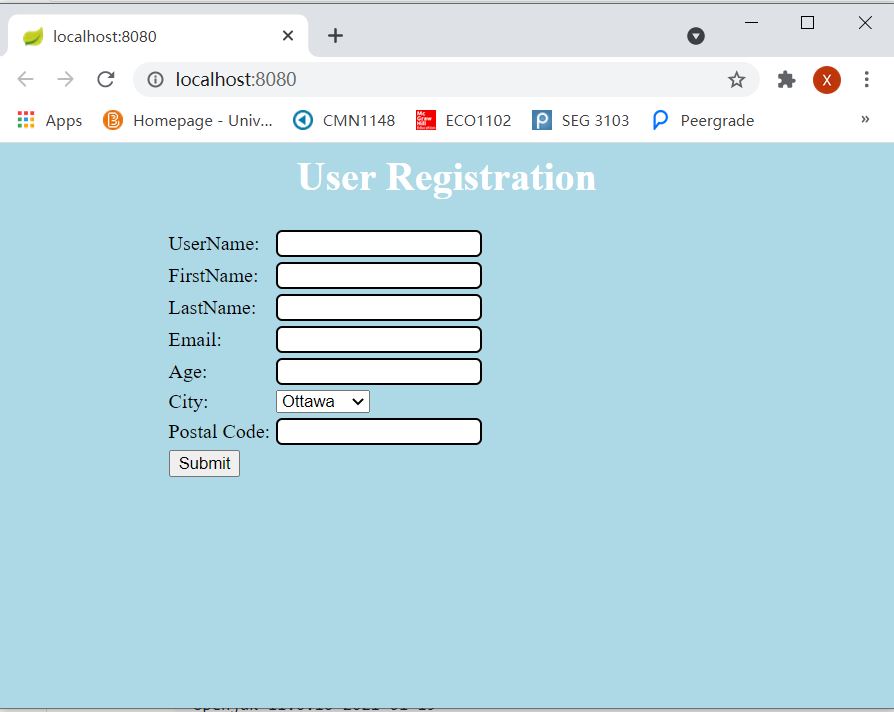 localhost:8080
localhost:8080
X
Apps Homepage - Univ... CMN1148 ECO1102 SEG 3103 Peergrade »
User Registration
UserName:
FirstName:
LastName:
Email:
Age:
City: Ottawa
Postal Code:
Submit